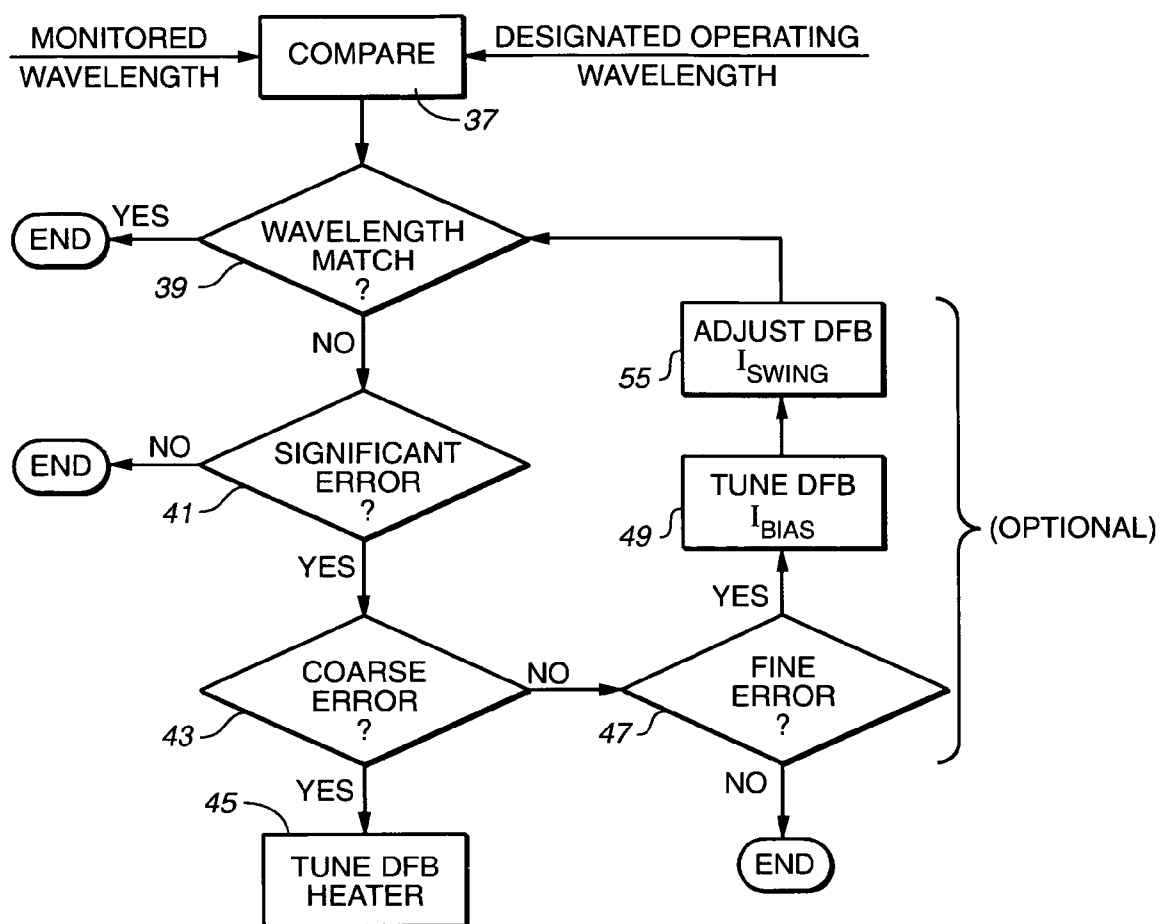 MONITORED
WAVELENGTH
COMPARE
DESIGNATED OPERATING
WAVELENGTH
37
END
YES
WAVELENGTH
MATCH
?
39
NO
ADJUST DFB
I SWING
55
END
NO
SIGNIFICANT
ERROR
?
41
TUNE DFB
I BIAS
49
(OPTIONAL)
YES
YES
COARSE
ERROR
?
43
NO
FINE
ERROR
?
47
YES
NO
45
TUNE DFB
HEATER
END